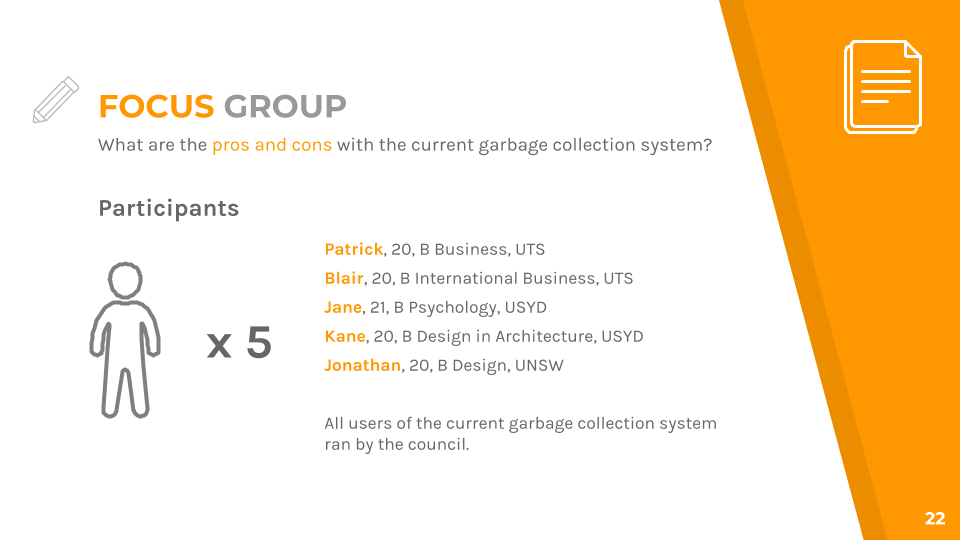 FOCUS GROUP
What are the pros and cons with the current garbage collection system?
Participants
x 5
Patrick, 20, B Business, UTS
Blair, 20, B International Business, UTS
Jane, 21, B Psychology, USYD
Kane, 20, B Design in Architecture, USYD
Jonathan, 20, B Design, UNSW
All users of the current garbage collection system
ran by the council.
22